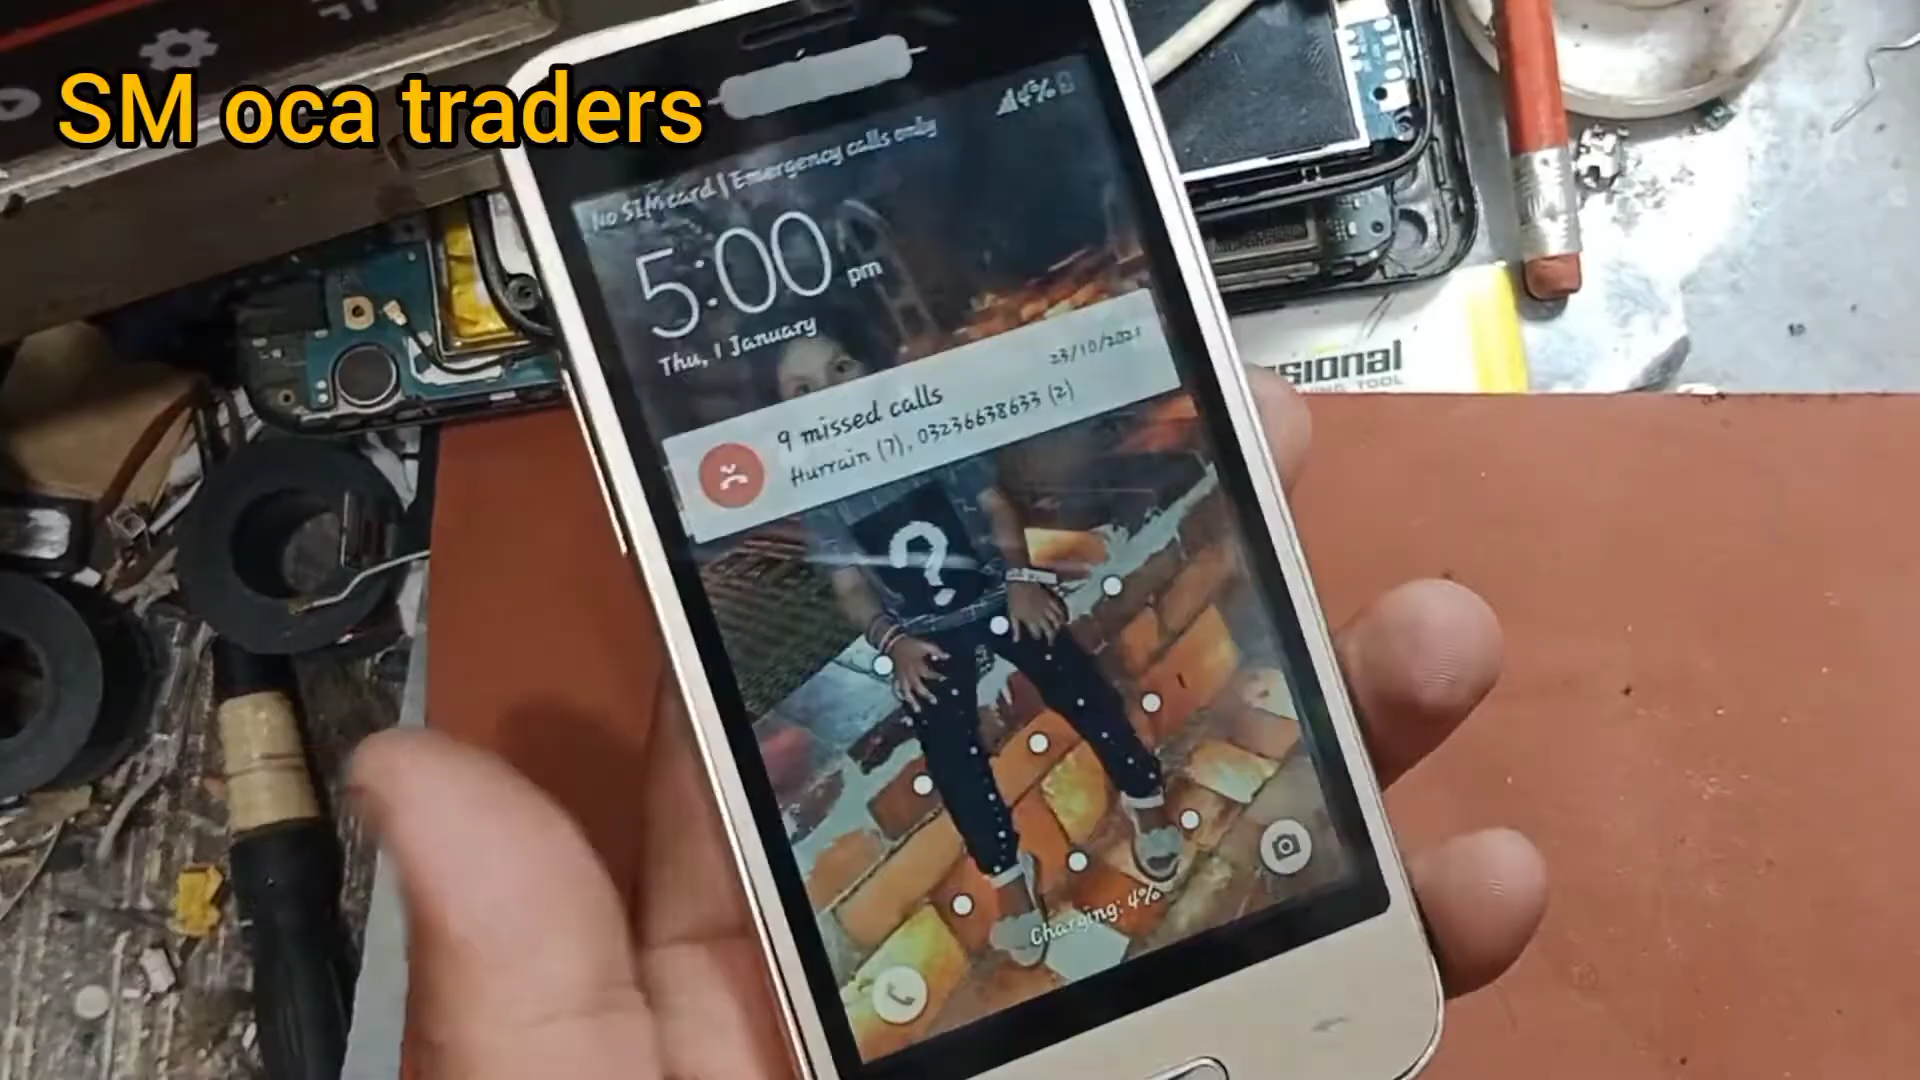 SM oca traders
4%
No SIM card | Emergency calls only
5:00 pm
Thu, 1 January
23/10/2021
9 missed calls
Hurrain (7), 03236638633 (2)
?
sional
TOOL
Charging: 4%